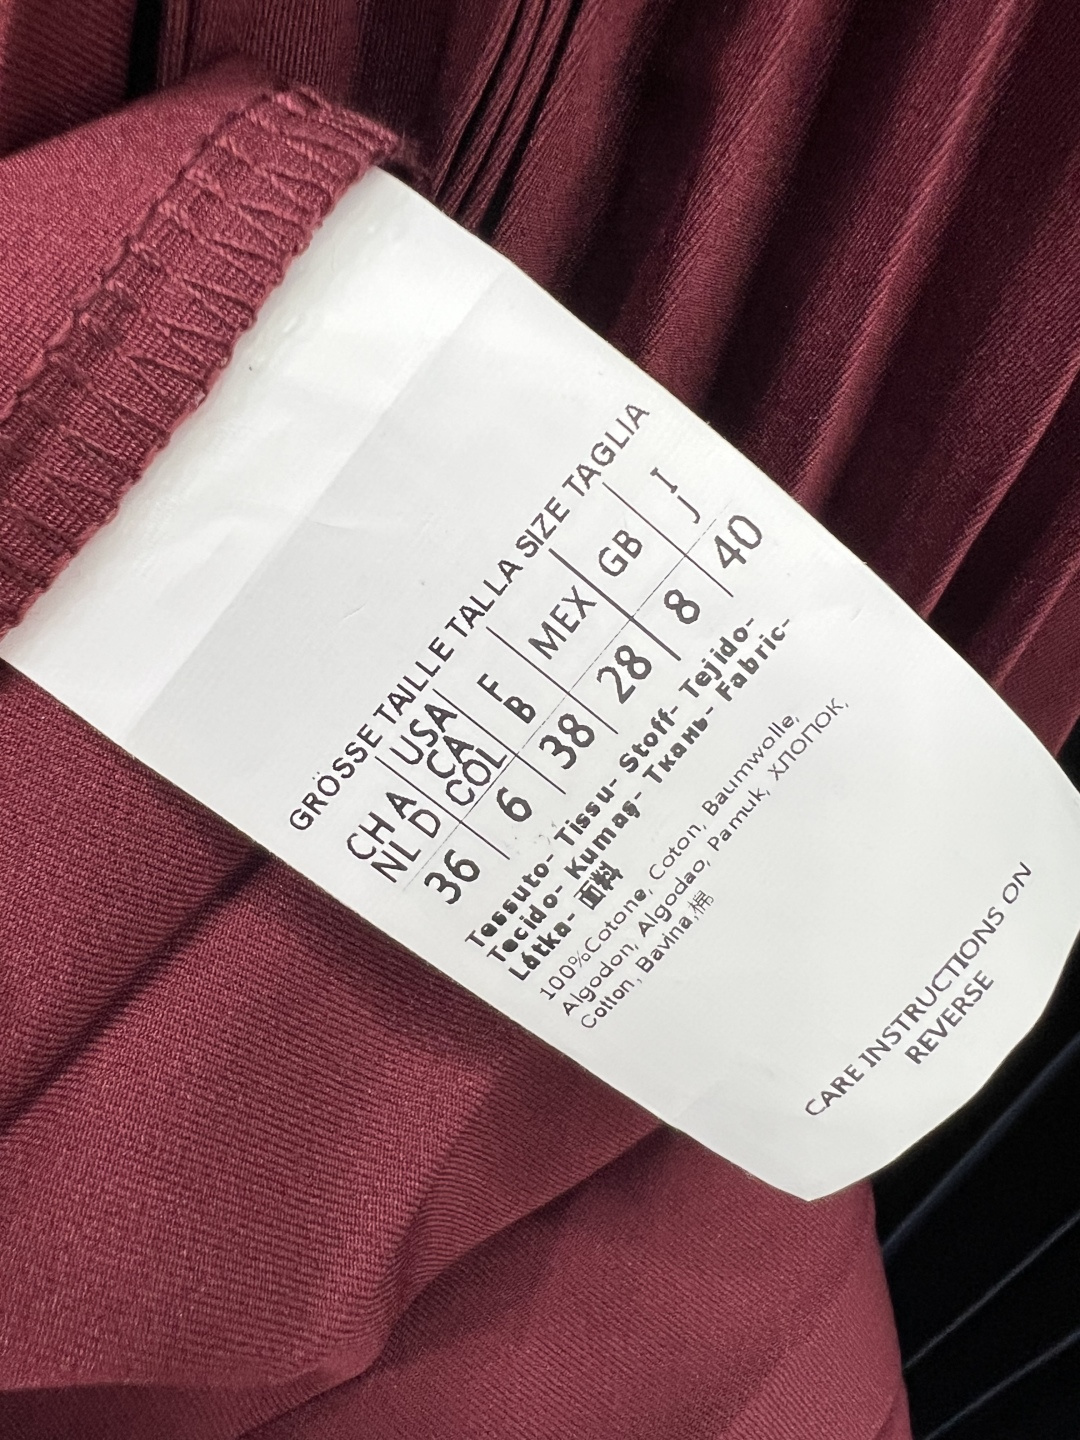 GRÖSSE TAILLE TALLA SIZE TAGLIA
CH A USA F MEX GB I
NL D CA B J
COL
36 6 38 28 8 40
Tessuto- Tissu- Stoff- Tejido-
Tecido- Kumaş- Ткань- Fabric-
Látka- 面料
100%Cotone, Coton, Baumwolle,
Algodon, Algodao, Pamuk, хлопок,
Cotton, Bavlna,棉
CARE INSTRUCTIONS ON
REVERSE